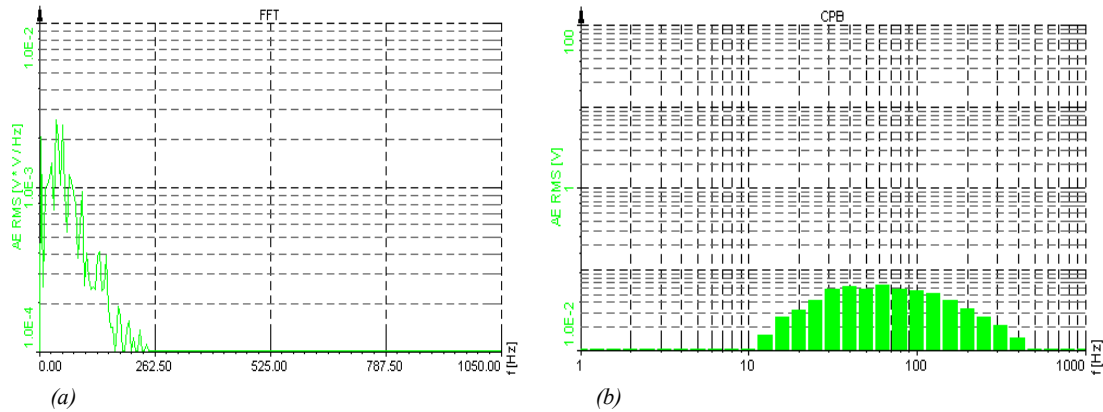 FFT
1.0E-2
1.0E-3
1.0E-4
AE RMS [V* V / Hz]
0.00 262.50 525.00 787.50 1050.00
f [Hz]
(a)
CPB
100
1
1.0E-2
AE RMS [V]
1 10 100 1000
f [Hz]
(b)